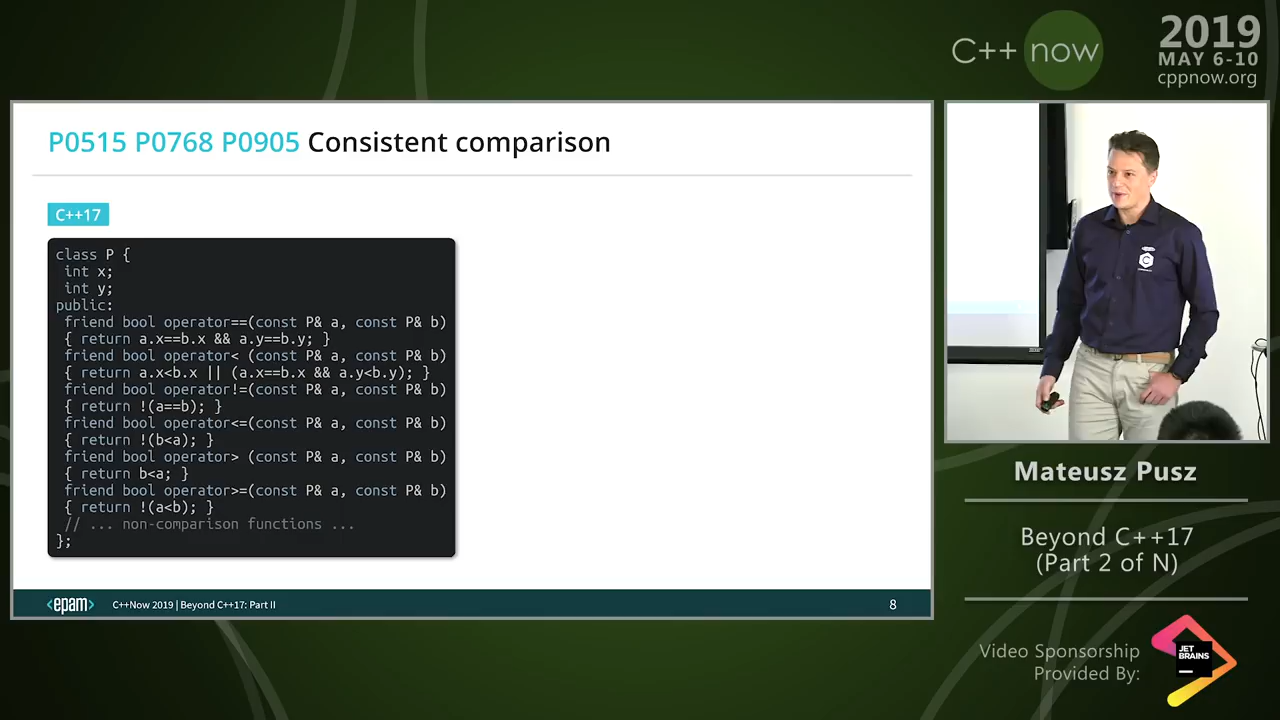 C++ now
2019
MAY 6-10
cppnow.org
P0515 P0768 P0905 Consistent comparison
C++17
class P {
 int x;
 int y;
public:
 friend bool operator==(const P& a, const P& b)
 { return a.x==b.x && a.y==b.y; }
 friend bool operator< (const P& a, const P& b)
 { return a.x<b.x || (a.x==b.x && a.y<b.y); }
 friend bool operator!=(const P& a, const P& b)
 { return !(a==b); }
 friend bool operator<=(const P& a, const P& b)
 { return !(b<a); }
 friend bool operator> (const P& a, const P& b)
 { return b<a; }
 friend bool operator>=(const P& a, const P& b)
 { return !(a<b); }
 // ... non-comparison functions ...
};
<epam>
C++Now 2019 | Beyond C++17: Part II
8
Mateusz Pusz
Beyond C++17
(Part 2 of N)
Video Sponsorship
Provided By:
JET
BRAINS